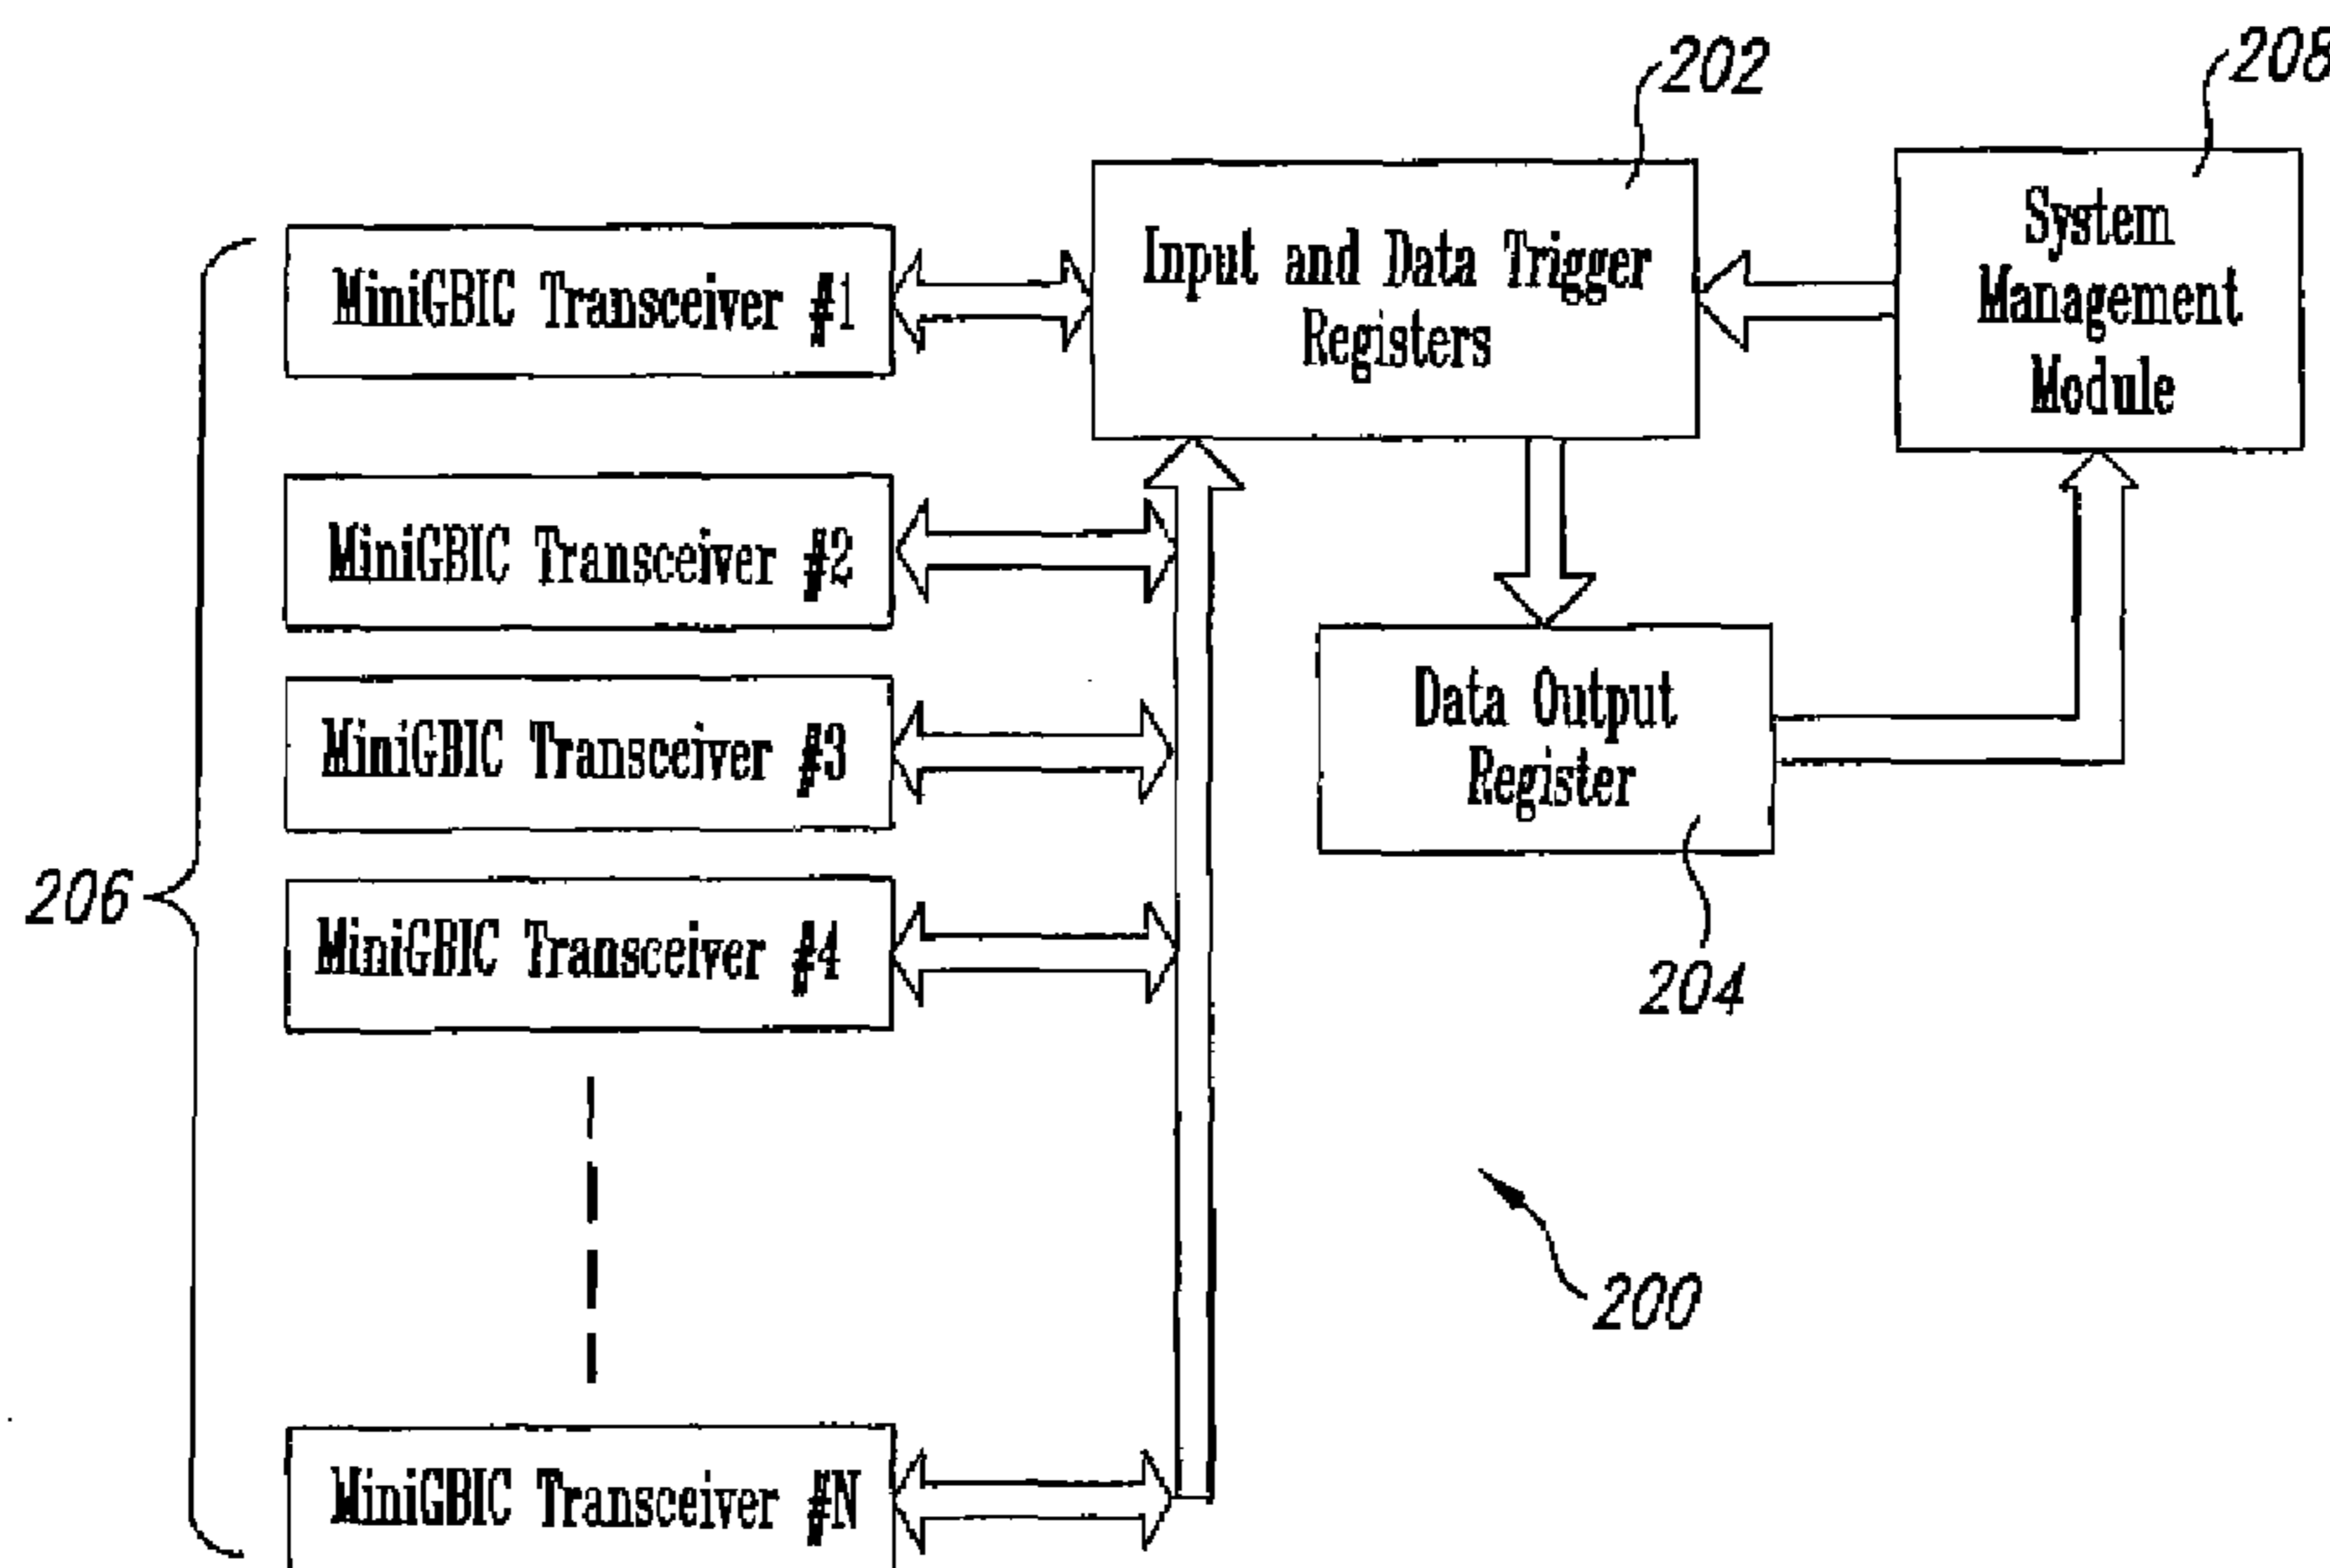 202
208
System
Management
Module
Input and Data Trigger
Registers
MiniGBIC Transceiver #1
MiniGBIC Transceiver #2
MiniGBIC Transceiver #3
Data Output
Register
206
MiniGBIC Transceiver #4
204
200
MiniGBIC Transceiver #N